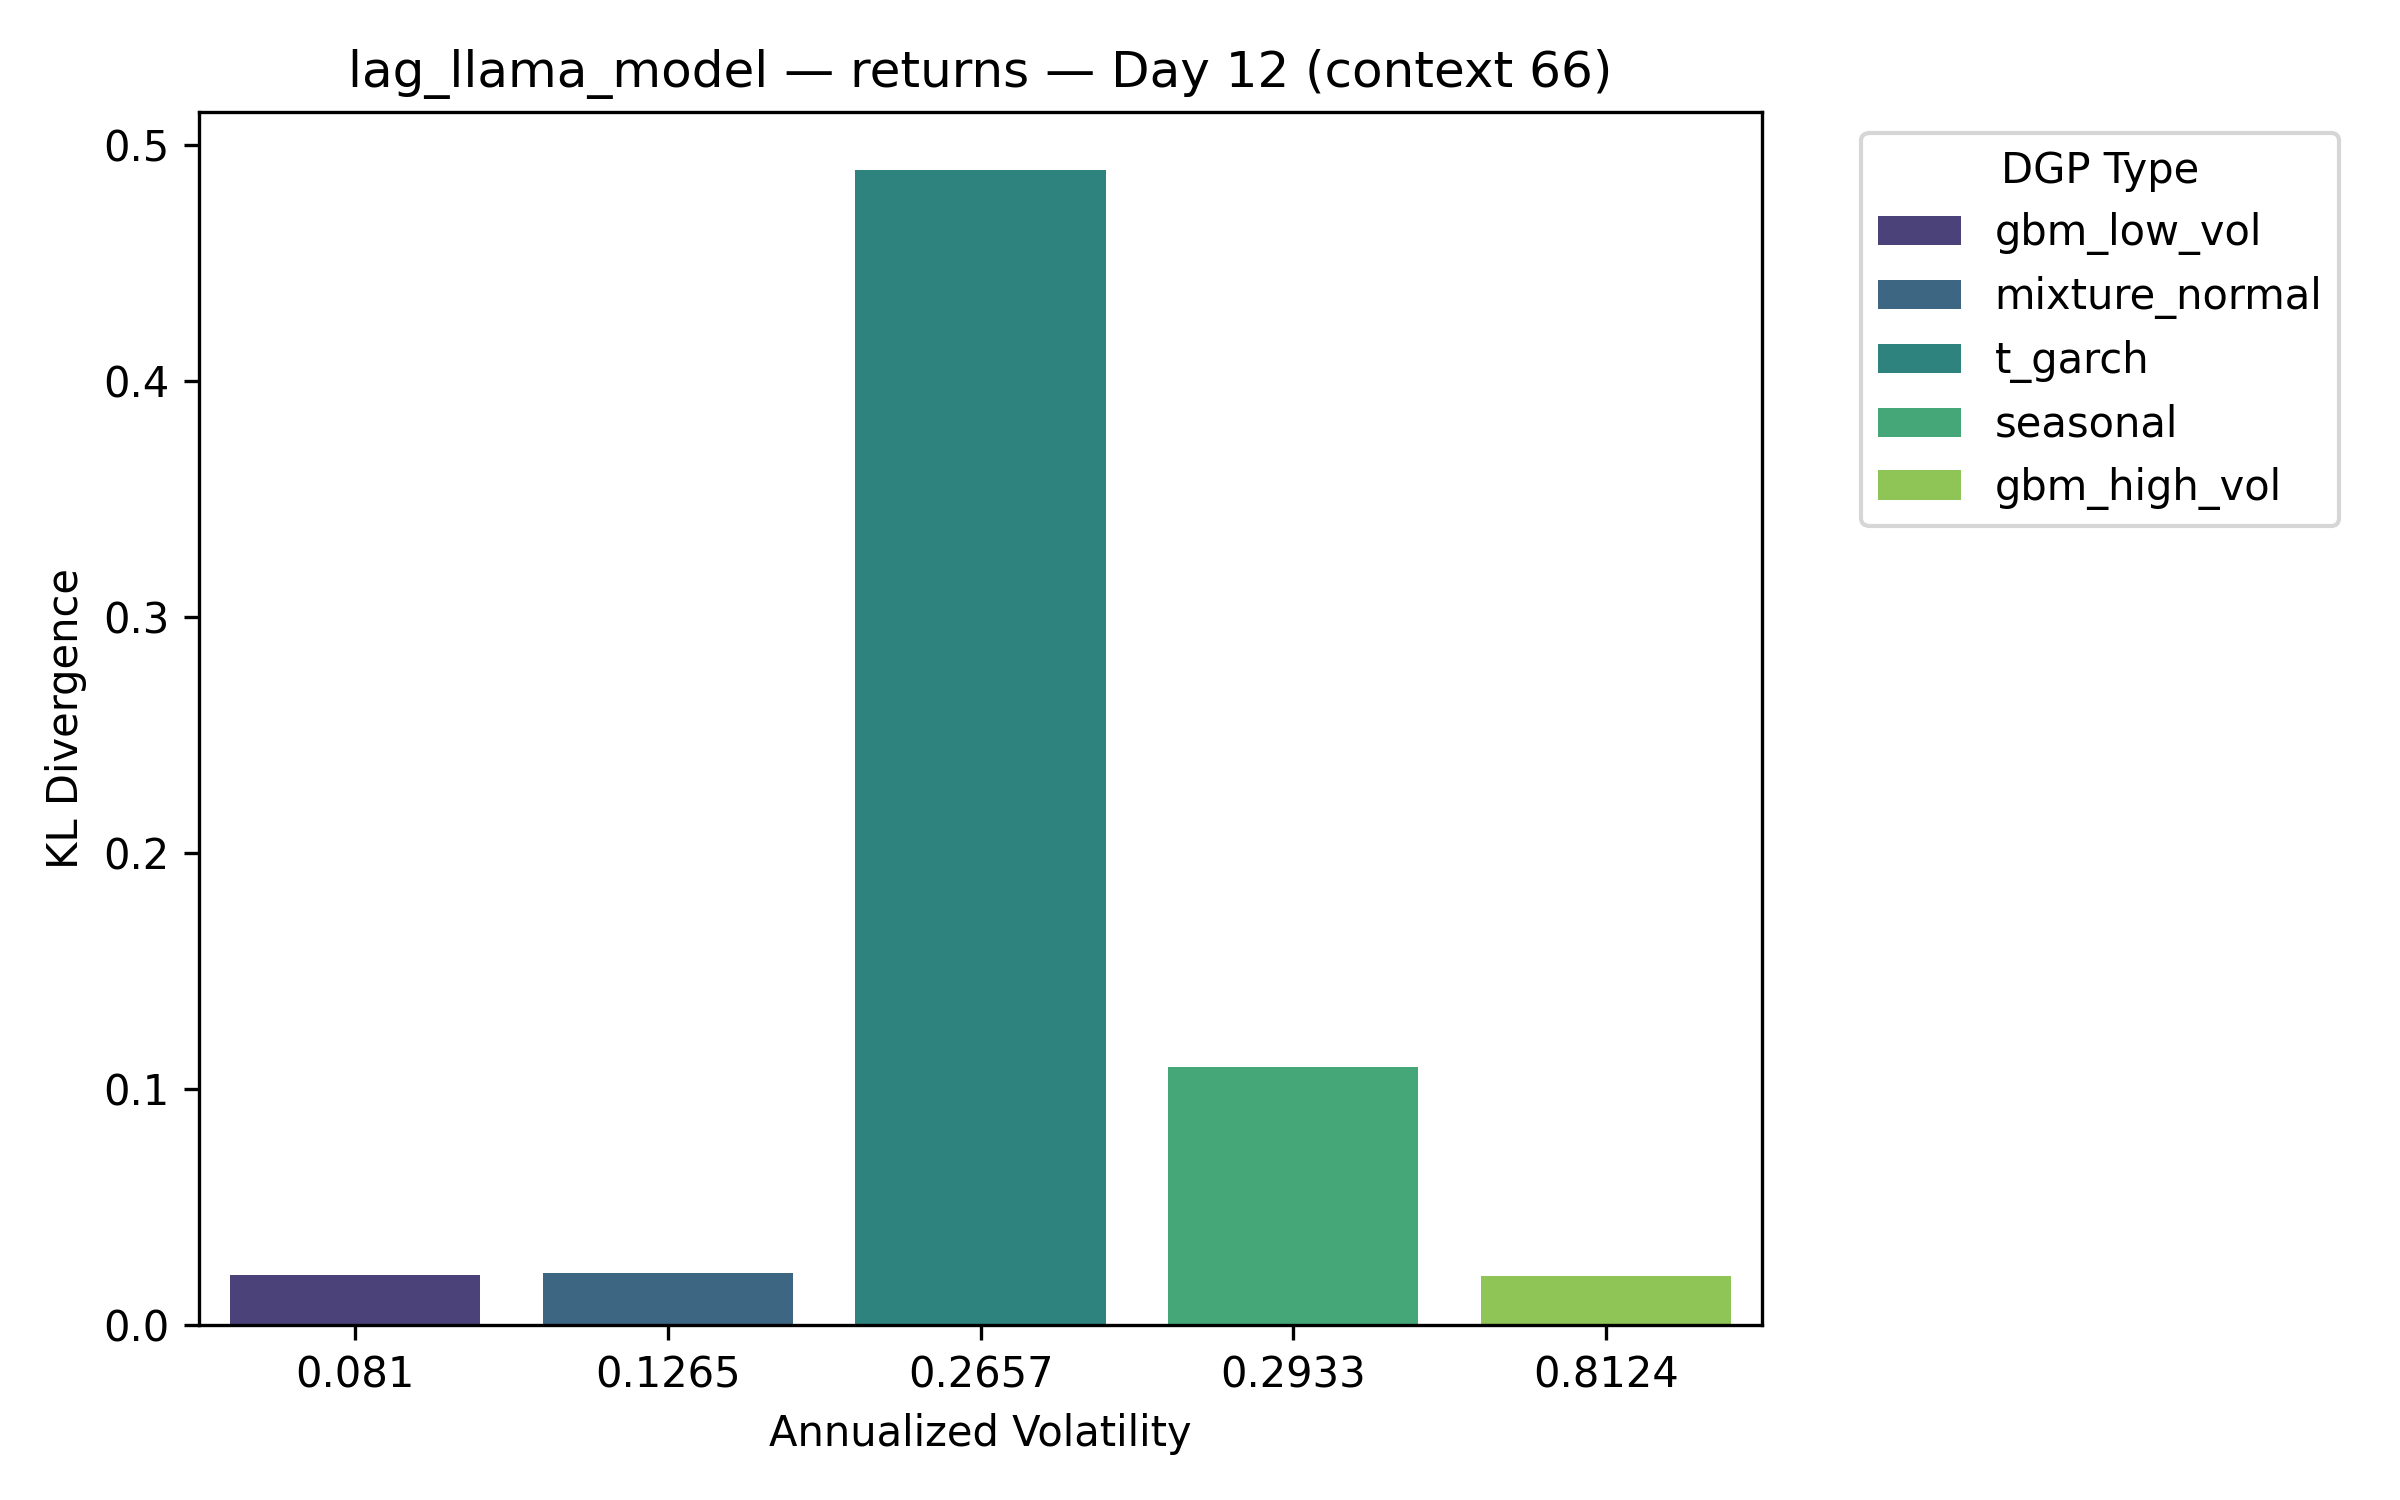 lag_llama_model — returns — Day 12 (context 66)
0.5
0.4
0.3
0.2
0.1
0.0
KL Divergence
0.081 0.1265 0.2657 0.2933 0.8124
Annualized Volatility
DGP Type
gbm_low_vol
mixture_normal
t_garch
seasonal
gbm_high_vol